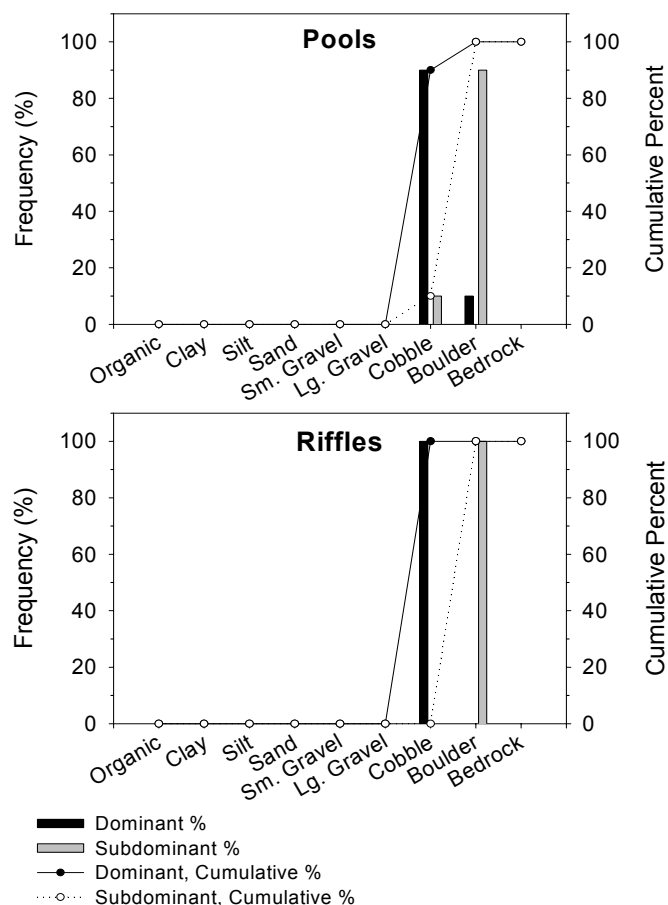 Pools
Frequency (%)
100
80
60
40
20
0
Cumulative Percent
100
80
60
40
20
0
Organic
Clay
Silt
Sand
Sm. Gravel
Lg. Gravel
Cobble
Boulder
Bedrock
Riffles
Frequency (%)
100
80
60
40
20
0
Cumulative Percent
100
80
60
40
20
0
Organic
Clay
Silt
Sand
Sm. Gravel
Lg. Gravel
Cobble
Boulder
Bedrock
Dominant %
Subdominant %
Dominant, Cumulative %
Subdominant, Cumulative %